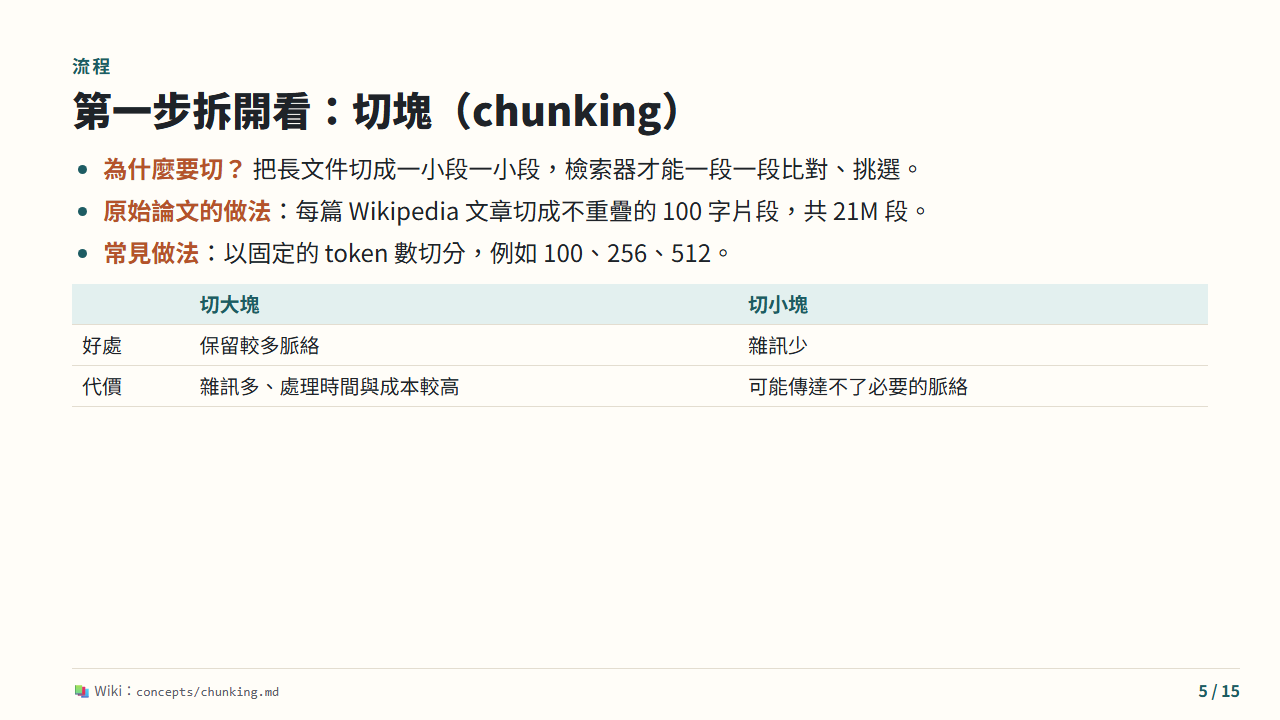 流程
第一步拆開看：切塊（chunking）
為什麼要切？ 把長文件切成一小段一小段，檢索器才能一段一段比對、挑選。
原始論文的做法：每篇 Wikipedia 文章切成不重疊的 100 字片段，共 21M 段。
常見做法：以固定的 token 數切分，例如 100、256、512。
切大塊 切小塊
好處 保留較多脈絡 雜訊少
代價 雜訊多、處理時間與成本較高 可能傳達不了必要的脈絡
Wiki：concepts/chunking.md
5 / 15